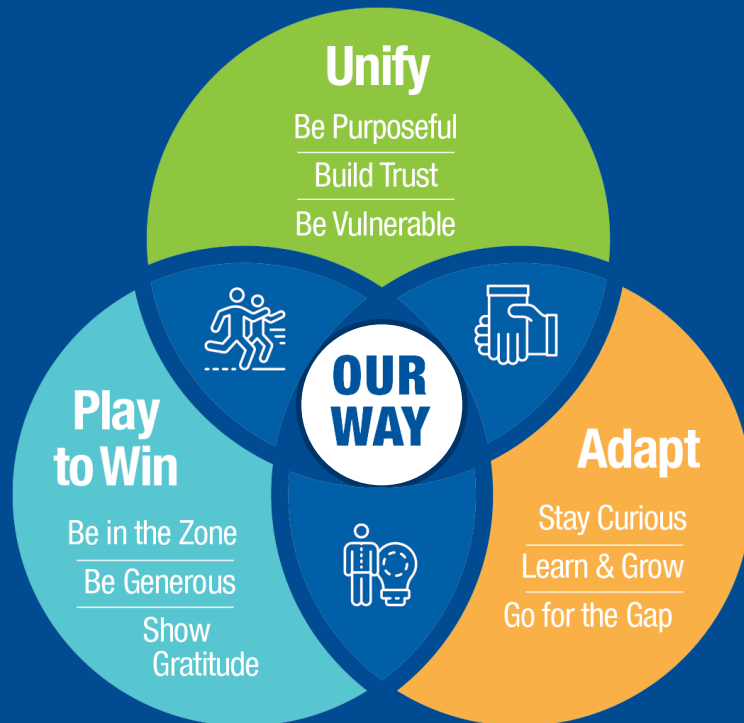 Unify
Be Purposeful
Build Trust
Be Vulnerable
OUR
WAY
Play
to Win
Be in the Zone
Be Generous
Show
Gratitude
Adapt
Stay Curious
Learn & Grow
Go for the Gap